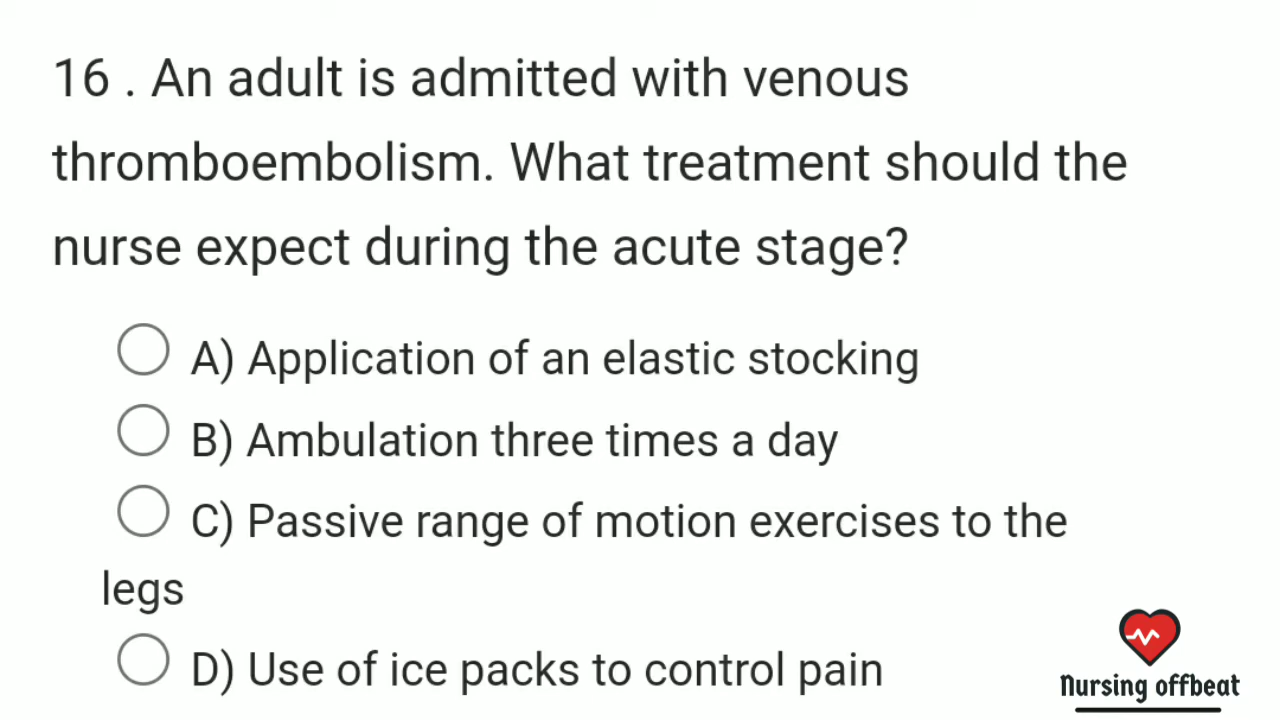 16 . An adult is admitted with venous
thromboembolism. What treatment should the
nurse expect during the acute stage?
A) Application of an elastic stocking
B) Ambulation three times a day
C) Passive range of motion exercises to the
legs
D) Use of ice packs to control pain
Nursing offbeat